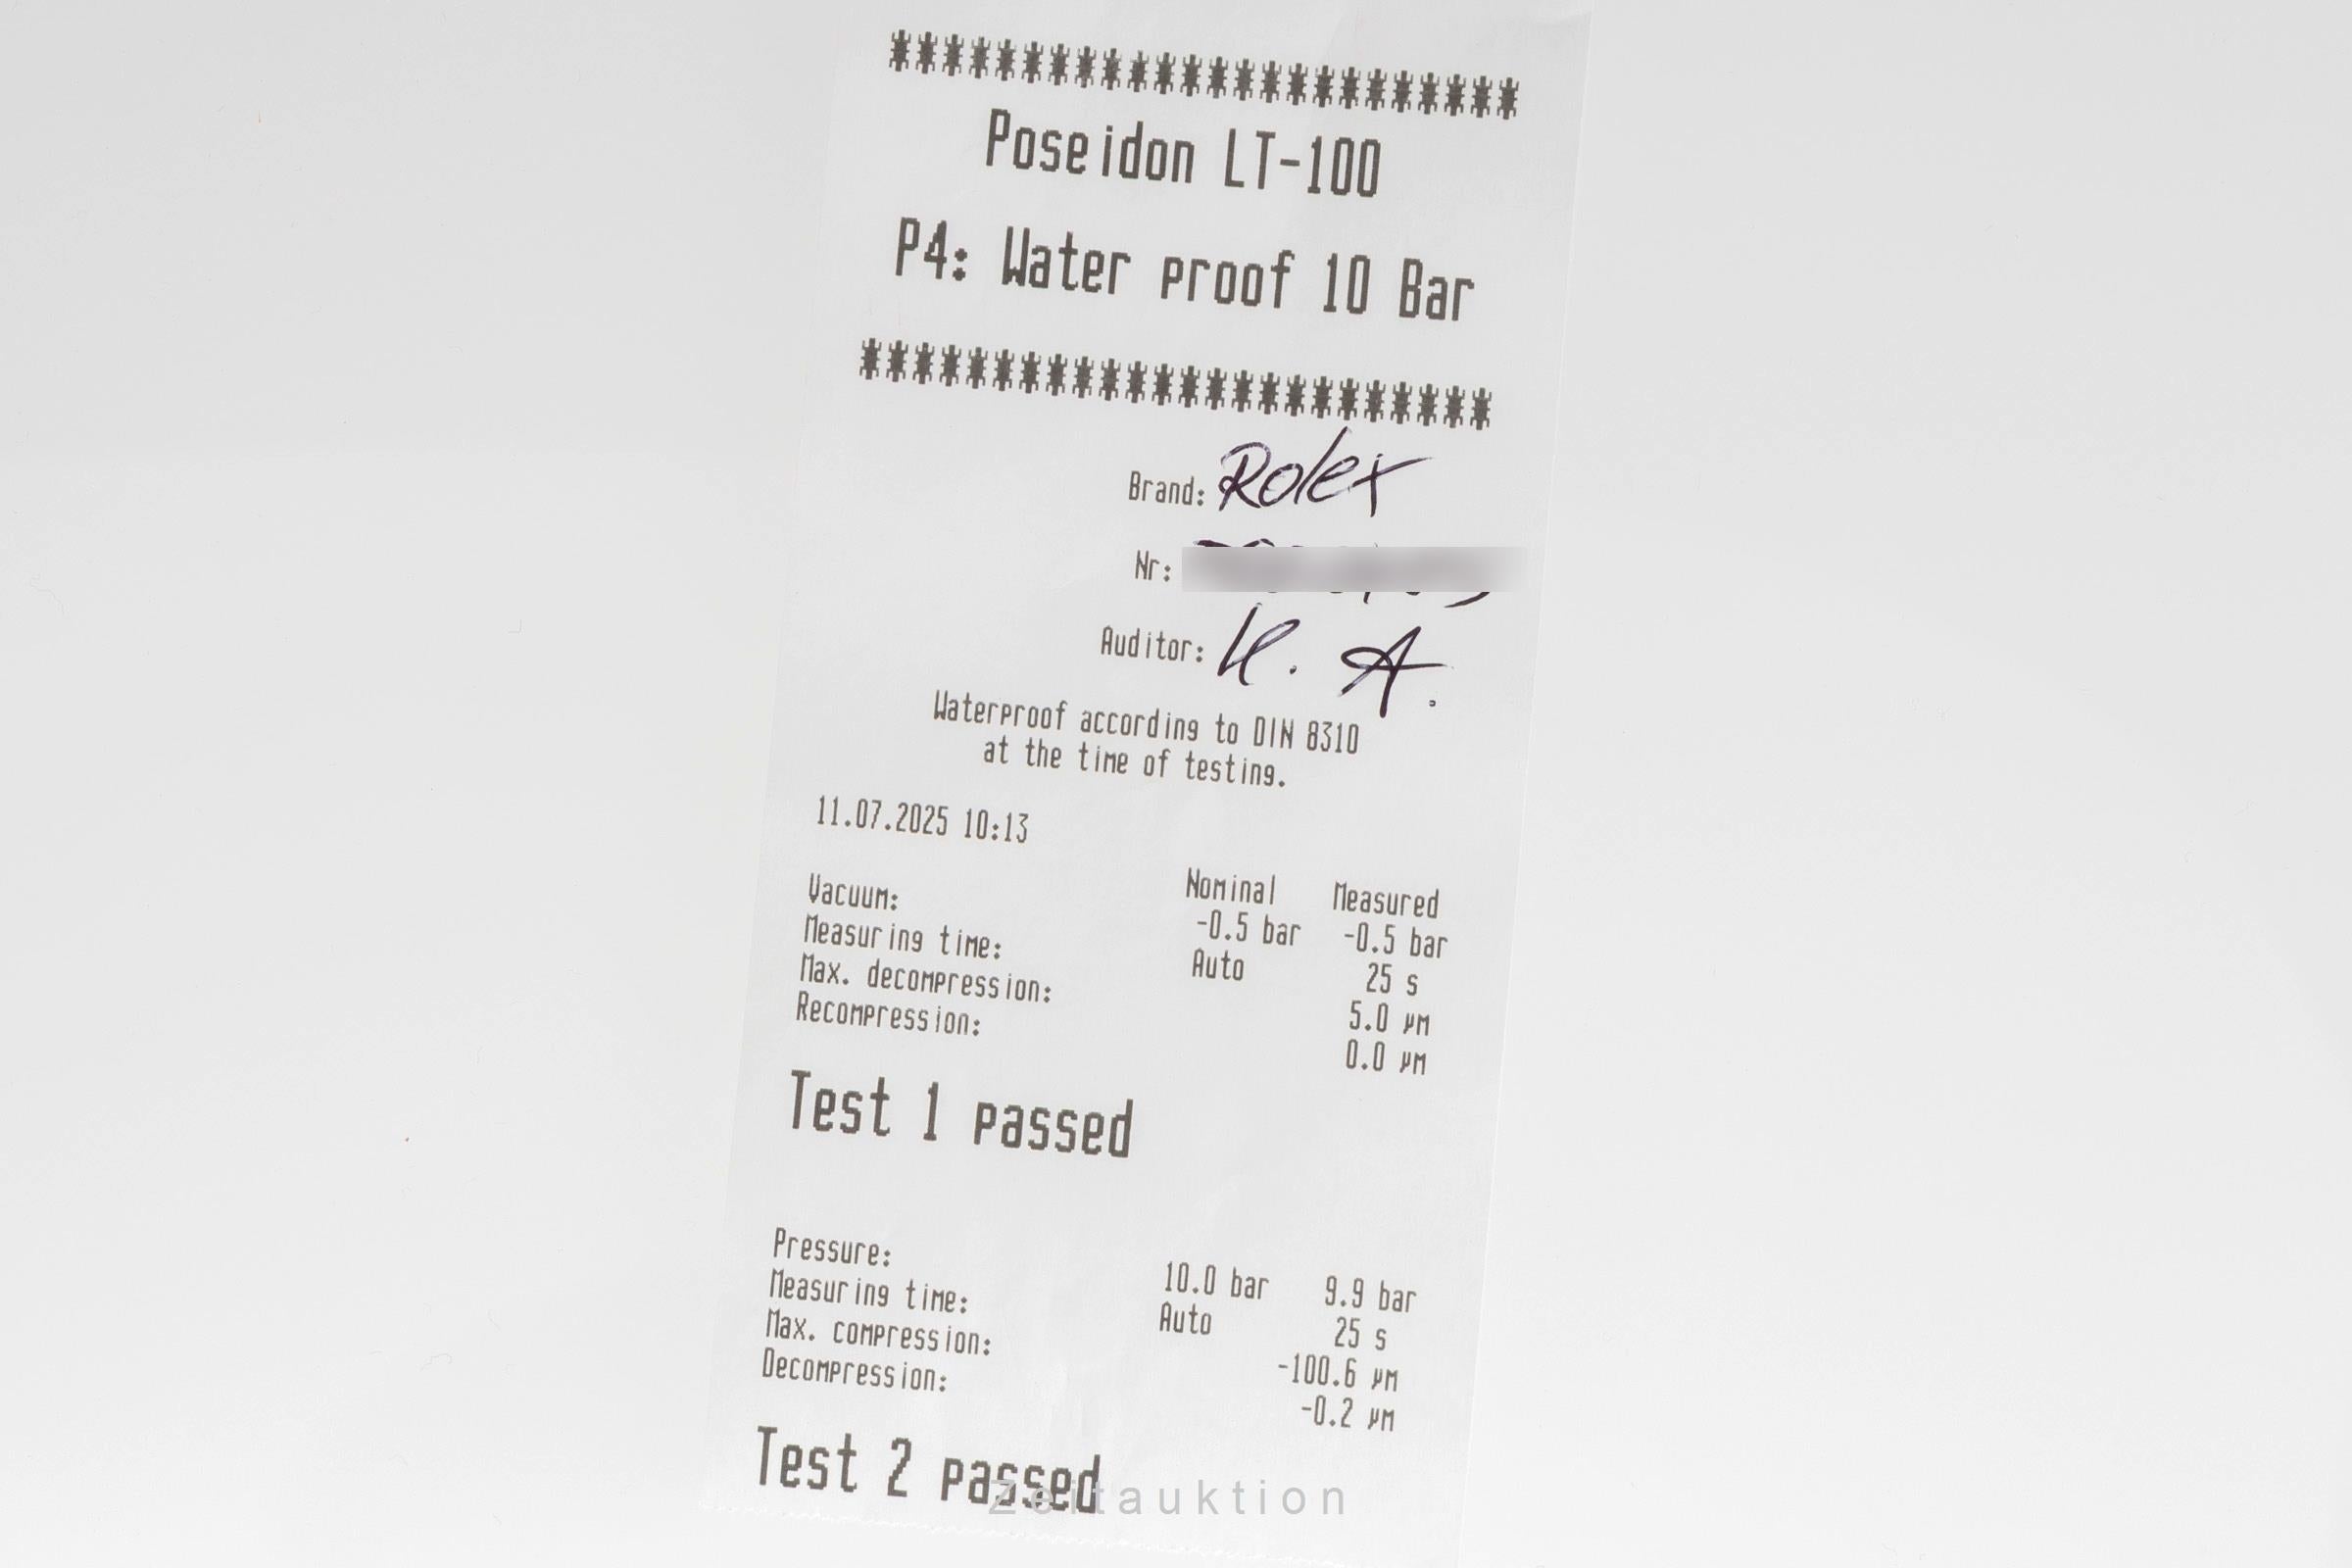 ************************
Poseidon LT-100
P4: Water proof 10 Bar
************************
Brand: Rolex
Nr:
Auditor: K. A.
Waterproof according to DIN 8310
at the time of testing.
11.07.2025 10:13
Nominal Measured
Vacuum: -0.5 bar -0.5 bar
Measuring time: Auto 25 s
Max. decompression: 5.0 µm
Recompression: 0.0 µm
Test 1 passed
Pressure: 10.0 bar 9.9 bar
Measuring time: Auto 25 s
Max. compression: -100.6 µm
Decompression: -0.2 µm
Test 2 passed
Zeitauktion